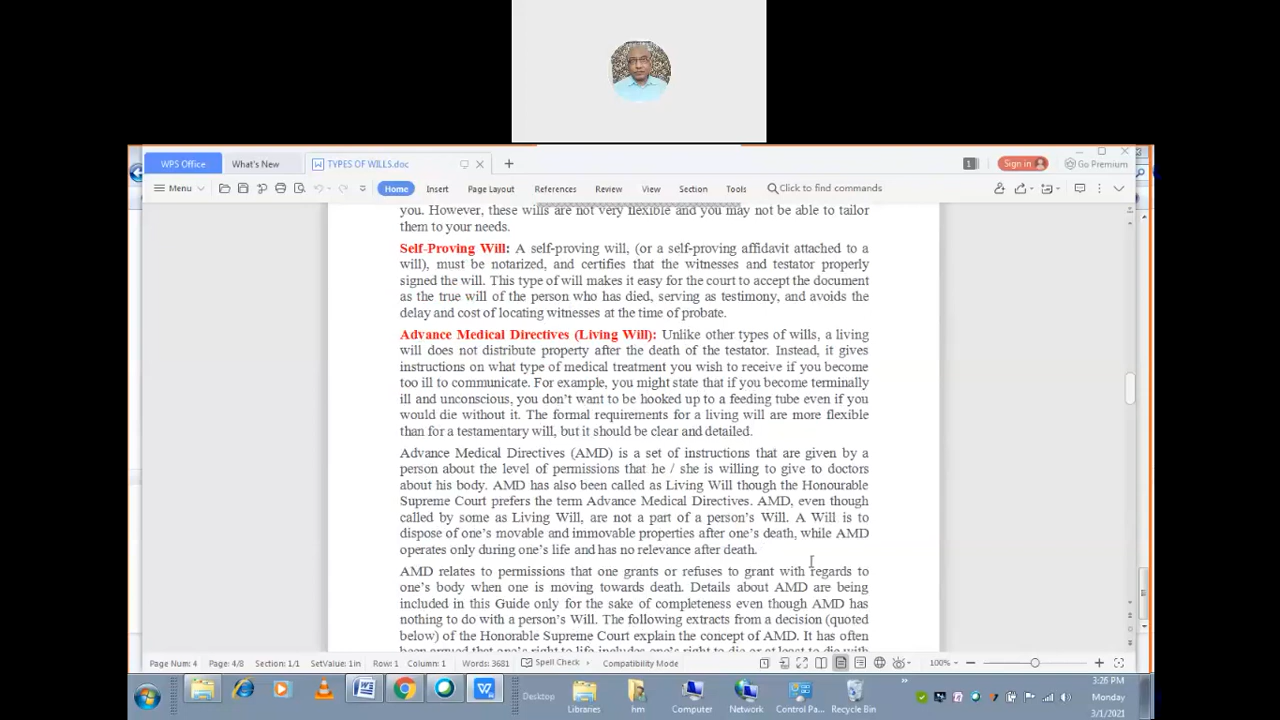 WPS Office
What's New
TYPES OF WILLS.doc
1
Sign in
Go Premium
Menu
Home
Insert
Page Layout
References
Review
View
Section
Tools
Click to find commands
you. However, these wills are not very flexible and you may not be able to tailor
them to your needs.
Self-Proving Will: A self-proving will, (or a self-proving affidavit attached to a
will), must be notarized, and certifies that the witnesses and testator properly
signed the will. This type of will makes it easy for the court to accept the document
as the true will of the person who has died, serving as testimony, and avoids the
delay and cost of locating witnesses at the time of probate.
Advance Medical Directives (Living Will): Unlike other types of wills, a living
will does not distribute property after the death of the testator. Instead, it gives
instructions on what type of medical treatment you wish to receive if you become
too ill to communicate. For example, you might state that if you become terminally
ill and unconscious, you don't want to be hooked up to a feeding tube even if you
would die without it. The formal requirements for a living will are more flexible
than for a testamentary will, but it should be clear and detailed.
Advance Medical Directives (AMD) is a set of instructions that are given by a
person about the level of permissions that he / she is willing to give to doctors
about his body. AMD has also been called as Living Will though the Honourable
Supreme Court prefers the term Advance Medical Directives. AMD, even though
called by some as Living Will, are not a part of a person's Will. A Will is to
dispose of one's movable and immovable properties after one's death, while AMD
operates only during one's life and has no relevance after death.
AMD relates to permissions that one grants or refuses to grant with regards to
one's body when one is moving towards death. Details about AMD are being
included in this Guide only for the sake of completeness even though AMD has
nothing to do with a person's Will. The following extracts from a decision (quoted
below) of the Honorable Supreme Court explain the concept of AMD. It has often
been argued that one's right to life includes one's right to die or at least to die with
Page Num: 4
Page: 4/8
Section: 1/1
SetValue: 1in
Row: 1
Column: 1
Words: 3681
Spell Check
Compatibility Mode
100%
Desktop
Libraries
hm
Computer
Network
Control Pa...
Recycle Bin
3:26 PM
Monday
3/1/2021